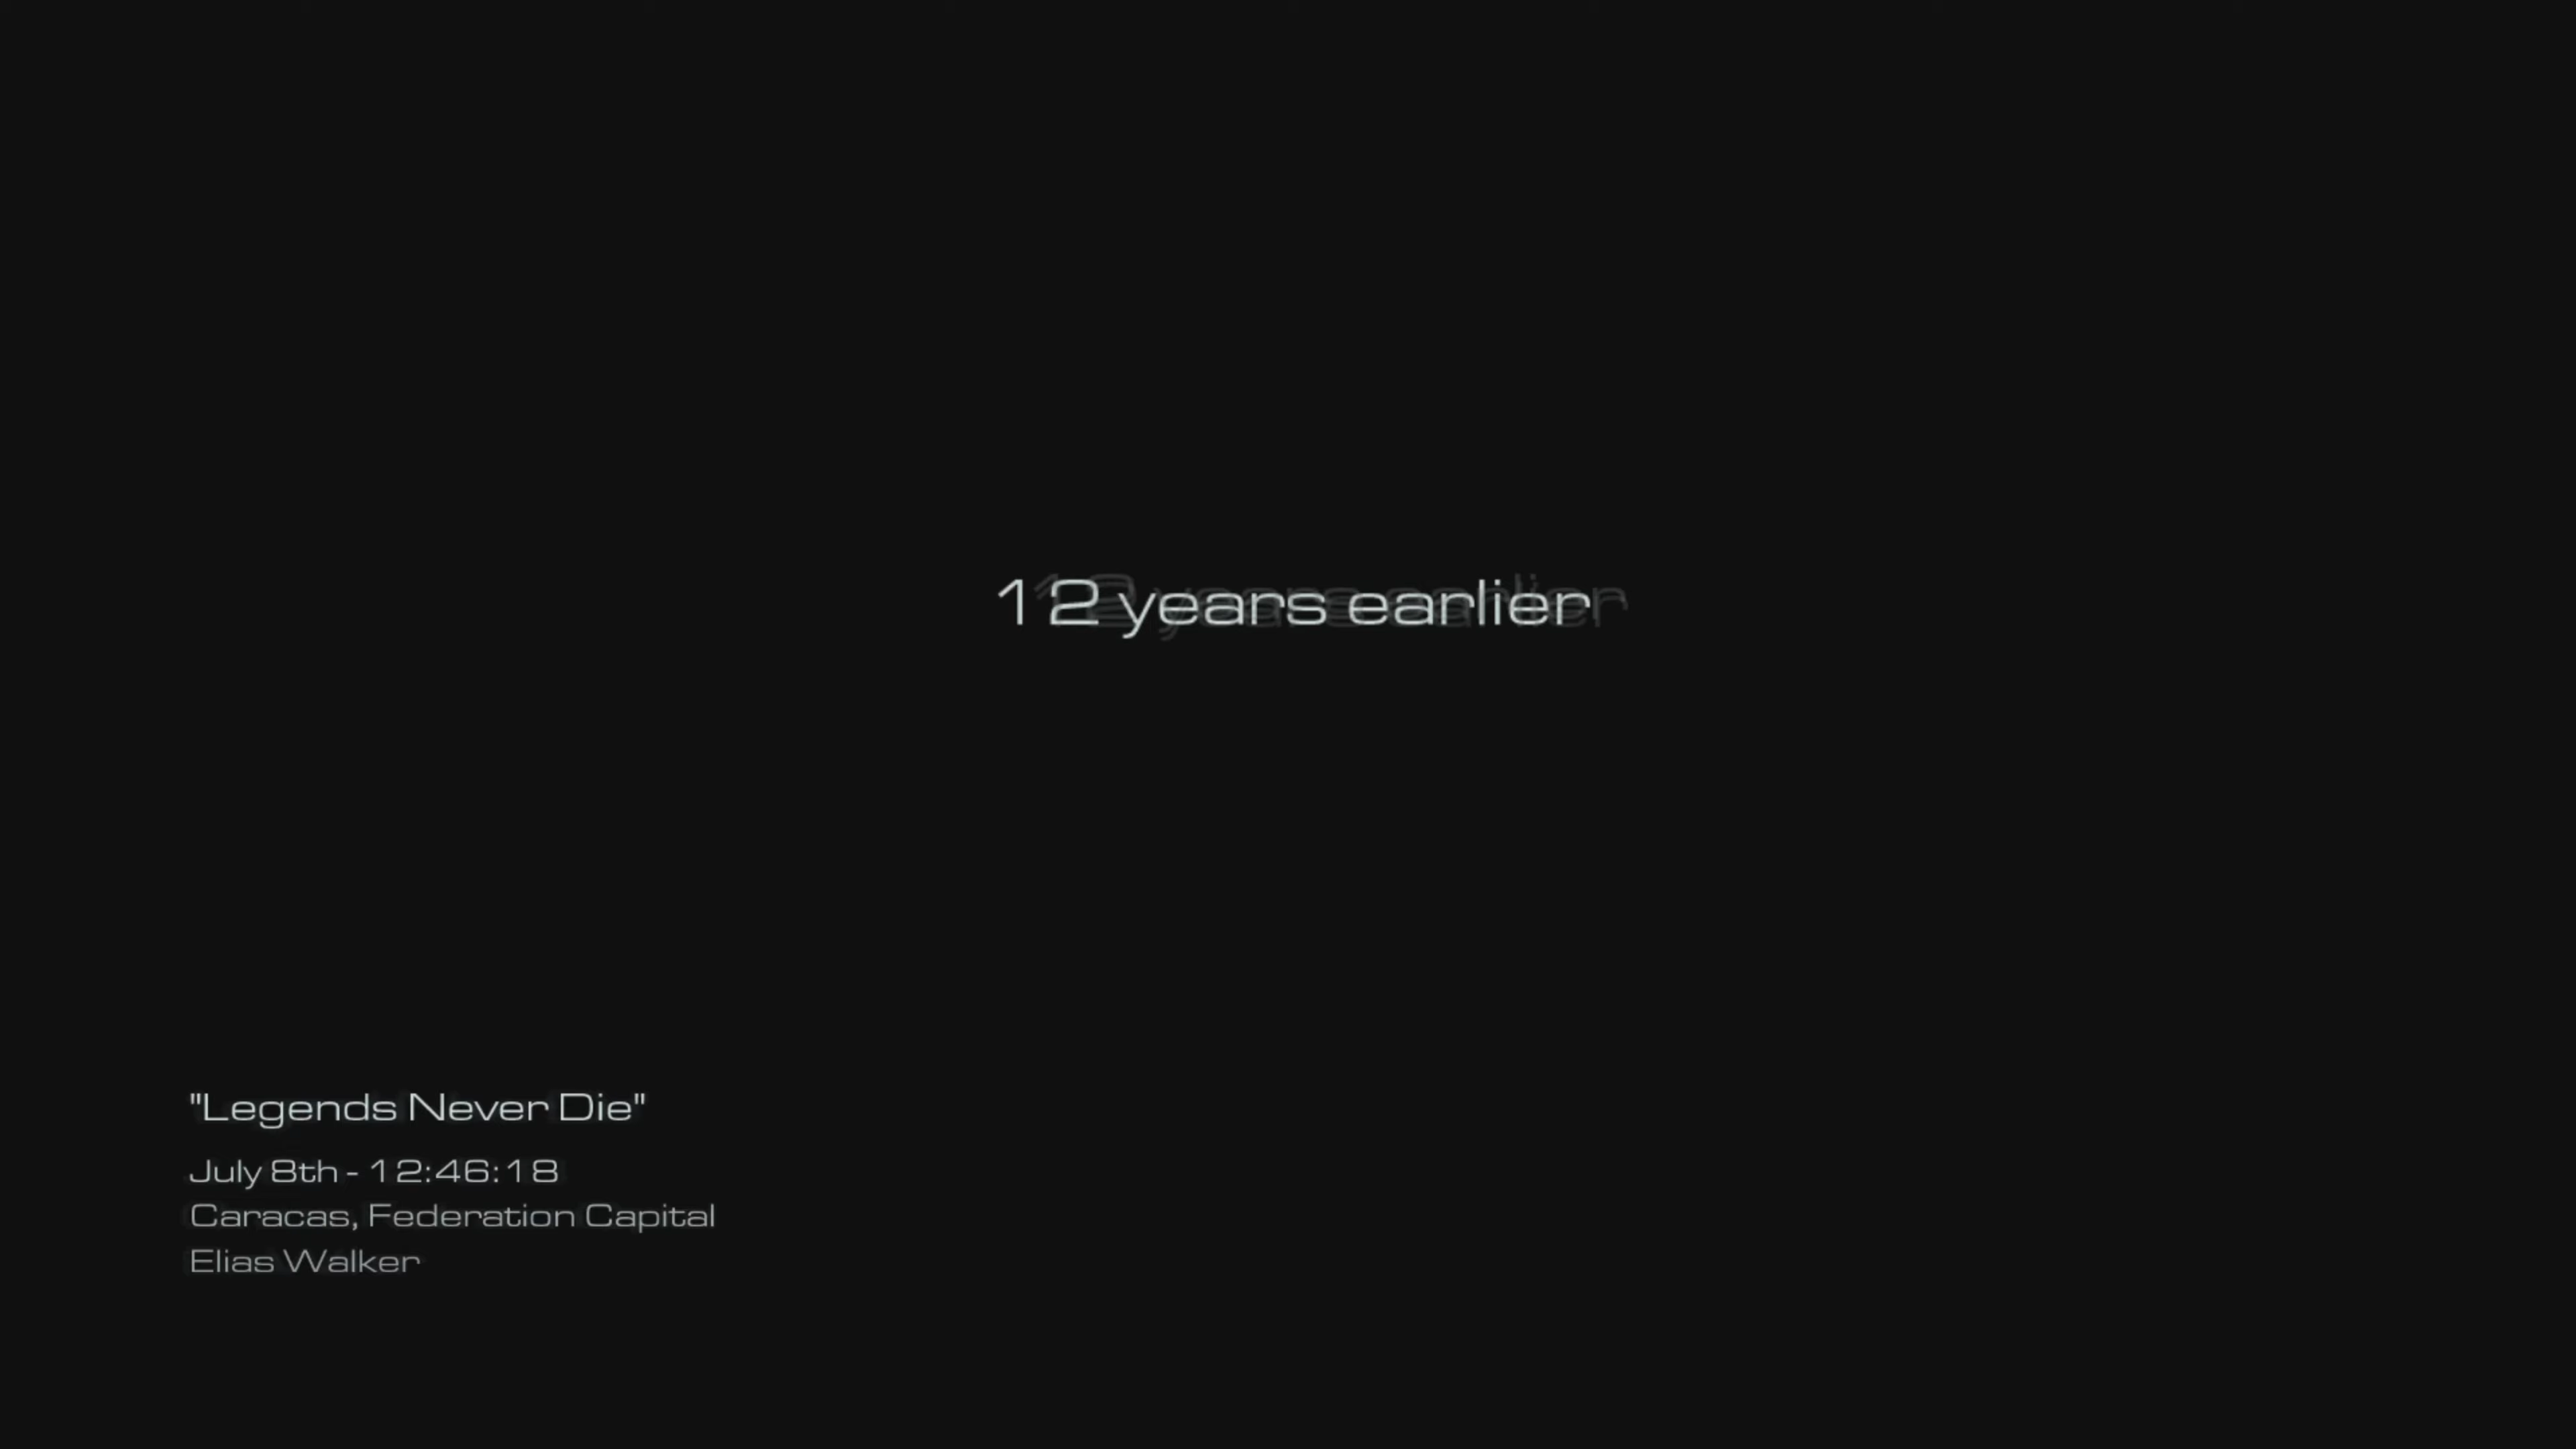 12 years earlier
"Legends Never Die"
July 8th - 12:46:18
Caracas, Federation Capital
Elias Walker